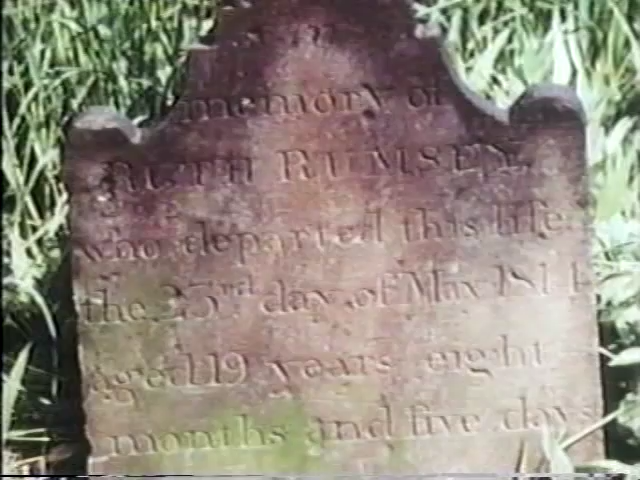 memory of
RUTH RUMSEY
who departed this life
the 23rd day of May 1814
aged 19 years eight
months and five days